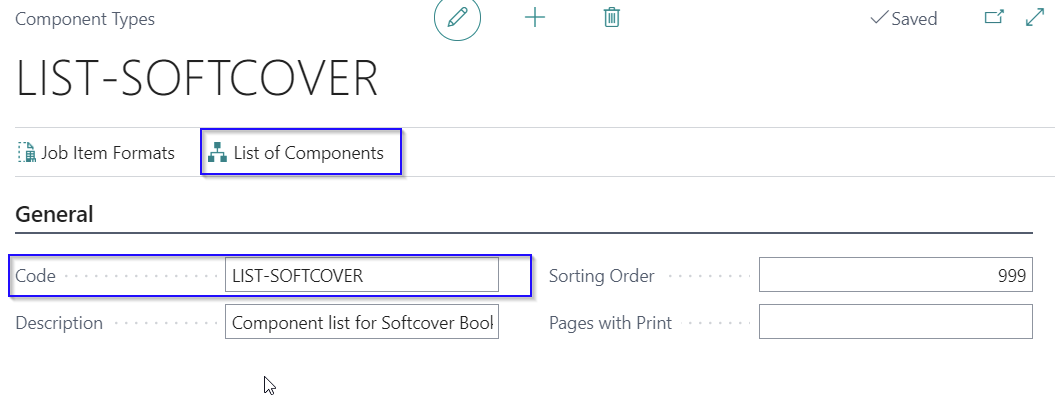 Component Types
Saved
LIST-SOFTCOVER
Job Item Formats
List of Components
General
Code
LIST-SOFTCOVER
Sorting Order
999
Description
Component list for Softcover
Pages with Print